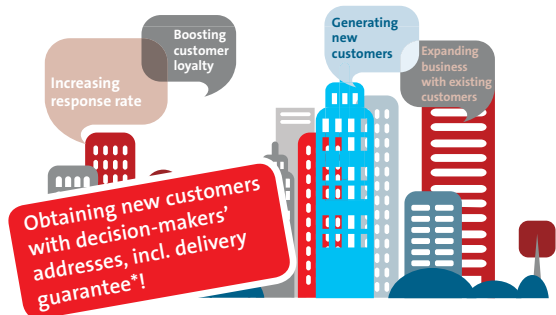 Increasing
response rate
Boosting
customer
loyalty
Generating
new
customers
Expanding
business
with existing
customers
Obtaining new customers
with decision-makers'
addresses, incl. delivery
guarantee*!